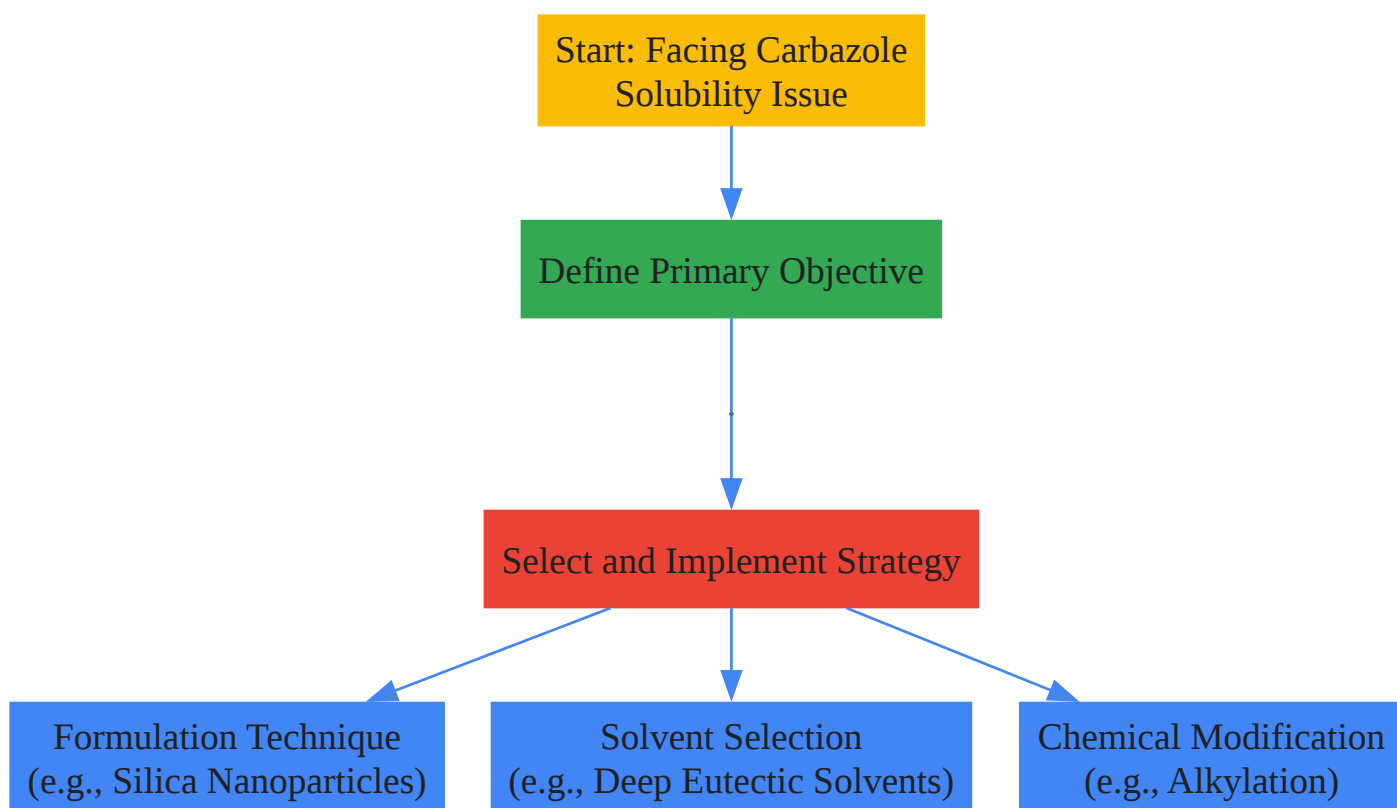 Start: Facing Carbazole
Solubility Issue
Define Primary Objective
Select and Implement Strategy
Formulation Technique
(e.g., Silica Nanoparticles)
Solvent Selection
(e.g., Deep Eutectic Solvents)
Chemical Modification
(e.g., Alkylation)